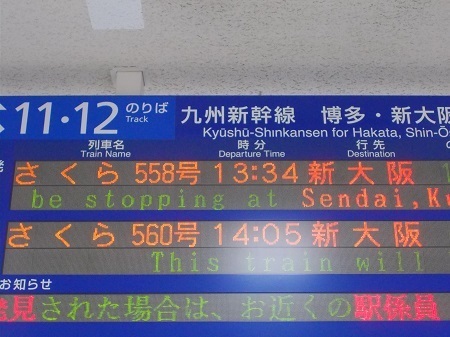 11・12 のりば 九州新幹線 博多・新大阪
Track Kyūshū-Shinkansen for Hakata, Shin-Ō
列車名 時分 行先
Train Name Departure Time Destination
発 さくら 558号 13:34 新大阪 1
be stopping at Sendai,Ku
さくら 560号 14:05 新大阪
This train will
お知らせ
発見された場合は、お近くの駅係員